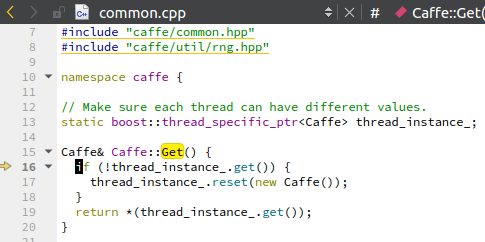 common.cpp # Caffe::Get(
7 #include "caffe/common.hpp"
8 #include "caffe/util/rng.hpp"
9
10 namespace caffe {
11
12 // Make sure each thread can have different values.
13 static boost::thread_specific_ptr<Caffe> thread_instance_;
14
15 Caffe& Caffe::Get() {
16 if (!thread_instance_.get()) {
17 thread_instance_.reset(new Caffe());
18 }
19 return *(thread_instance_.get());
20 }
21